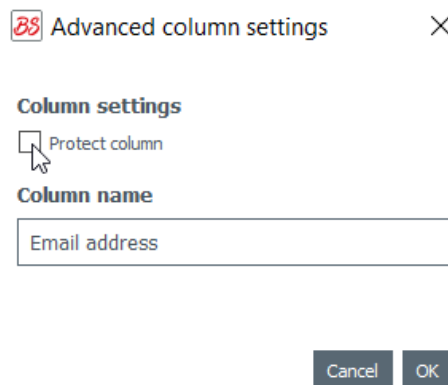 BS Advanced column settings
Column settings
Protect column
Column name
Email address
Cancel OK